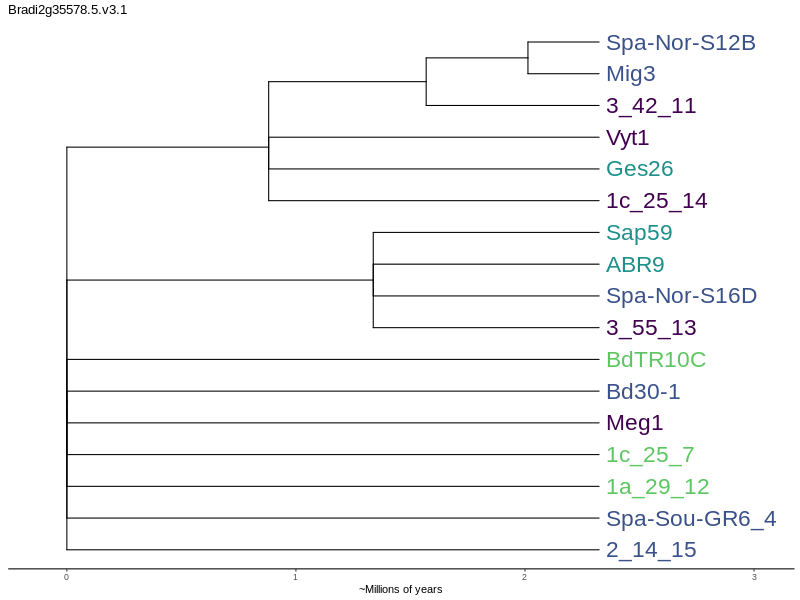 Bradi2g35578.5.v3.1
Spa-Nor-S12B
Mig3
3_42_11
Vyt1
Ges26
1c_25_14
Sap59
ABR9
Spa-Nor-S16D
3_55_13
BdTR10C
Bd30-1
Meg1
1c_25_7
1a_29_12
Spa-Sou-GR6_4
2_14_15
0 1 2 3
~Millions of years